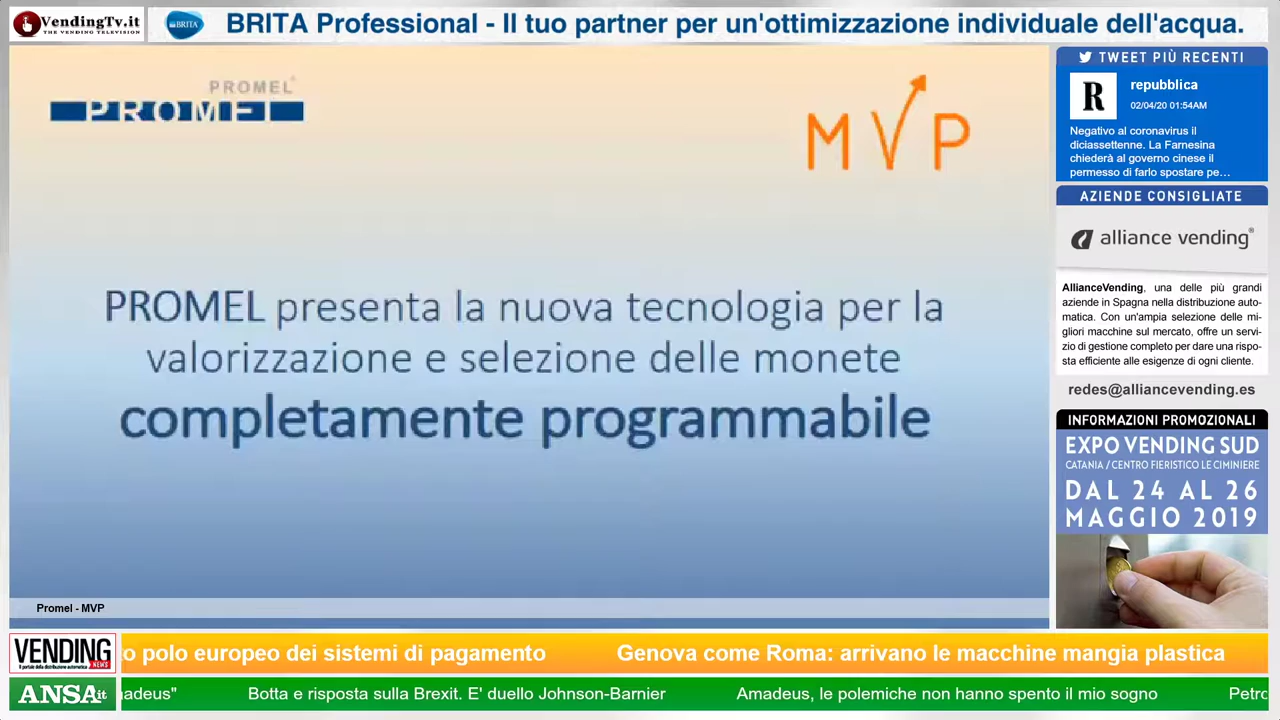 VendingTv.it
THE VENDING TELEVISION
BRITA
BRITA Professional - Il tuo partner per un'ottimizzazione individuale dell'acqua.
PROMEL
PROMEL
MVP
PROMEL presenta la nuova tecnologia per la
valorizzazione e selezione delle monete
completamente programmabile
Promel - MVP
TWEET PIÙ RECENTI
R
repubblica
02/04/20 01:54AM
Negativo al coronavirus il
diciassettenne. La Farnesina
chiederà al governo cinese il
permesso di farlo spostare pe…
AZIENDE CONSIGLIATE
alliance vending®
AllianceVending, una delle più grandi
aziende in Spagna nella distribuzione auto-
matica. Con un'ampia selezione delle mi-
gliori macchine sul mercato, offre un servi-
zio di gestione completo per dare una rispo-
sta efficiente alle esigenze di ogni cliente.
redes@alliancevending.es
INFORMAZIONI PROMOZIONALI
EXPO VENDING SUD
CATANIA / CENTRO FIERISTICO LE CIMINIERE
DAL 24 AL 26
MAGGIO 2019
VENDING
NEWS
Il portale della distribuzione automatica
o polo europeo dei sistemi di pagamento Genova come Roma: arrivano le macchine mangia plastica
ANSA.it
madeus" Botta e risposta sulla Brexit. E' duello Johnson-Barnier Amadeus, le polemiche non hanno spento il mio sogno Petro